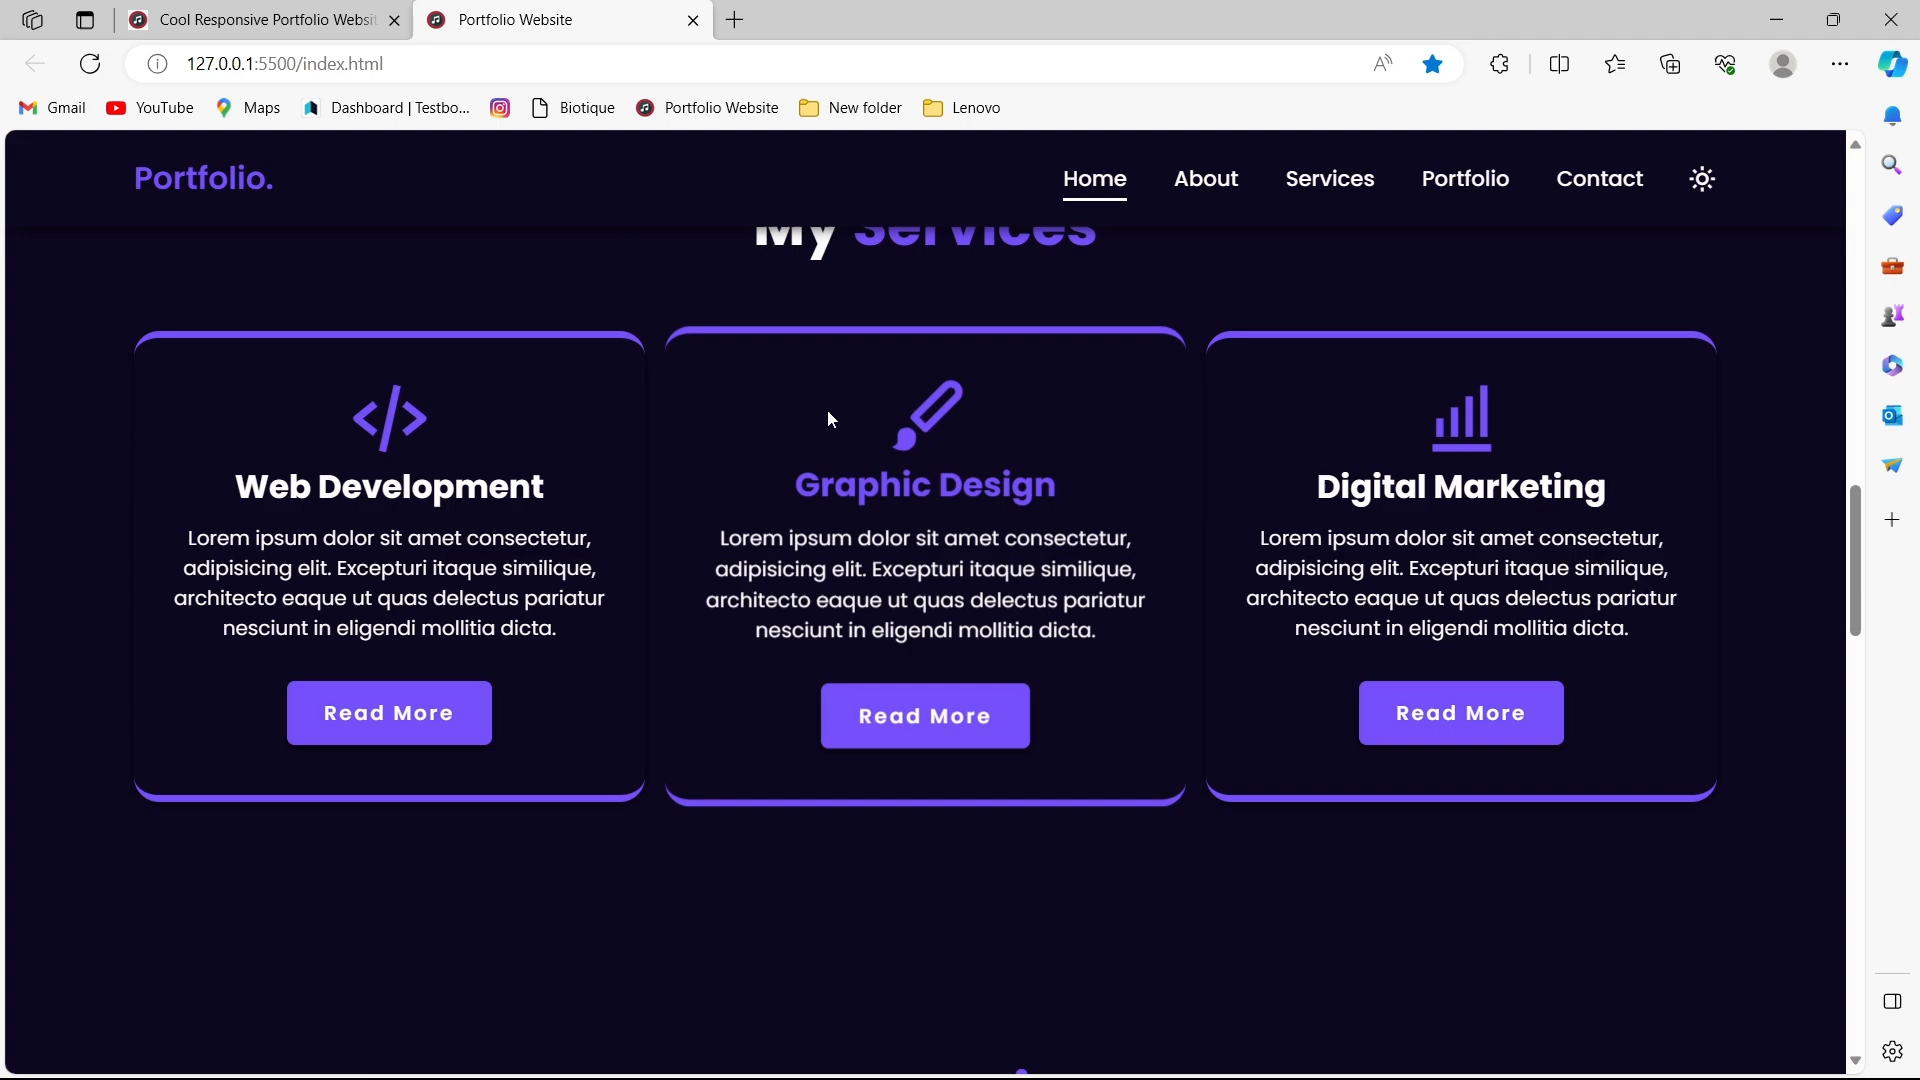 Cool Responsive Portfolio Websi
Portfolio Website
127.0.0.1:5500/index.html
Gmail
YouTube
Maps
Dashboard | Testbo...
Biotique
Portfolio Website
New folder
Lenovo
Portfolio.
Home
About
Services
Portfolio
Contact
My Services
Web Development
Lorem ipsum dolor sit amet consectetur,
adipisicing elit. Excepturi itaque similique,
architecto eaque ut quas delectus pariatur
nesciunt in eligendi mollitia dicta.
Read More
Graphic Design
Lorem ipsum dolor sit amet consectetur,
adipisicing elit. Excepturi itaque similique,
architecto eaque ut quas delectus pariatur
nesciunt in eligendi mollitia dicta.
Read More
Digital Marketing
Lorem ipsum dolor sit amet consectetur,
adipisicing elit. Excepturi itaque similique,
architecto eaque ut quas delectus pariatur
nesciunt in eligendi mollitia dicta.
Read More